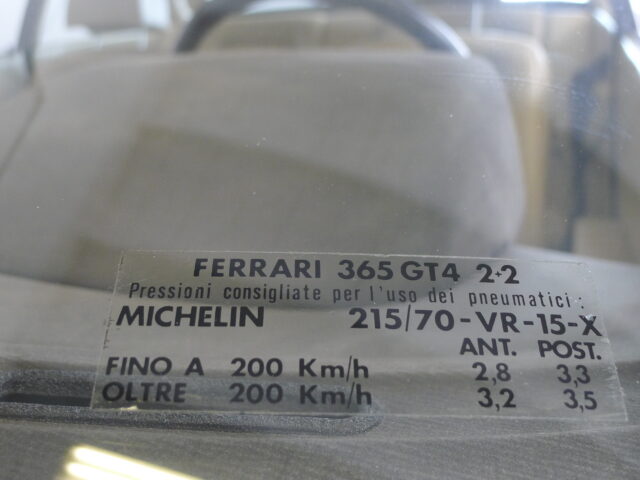 FERRARI 365 GT4 2+2
Pressioni consigliate per l'uso dei pneumatici:
MICHELIN 215/70-VR-15-X
ANT. POST.
FINO A 200 Km/h 2,8 3,3
OLTRE 200 Km/h 3,2 3,5